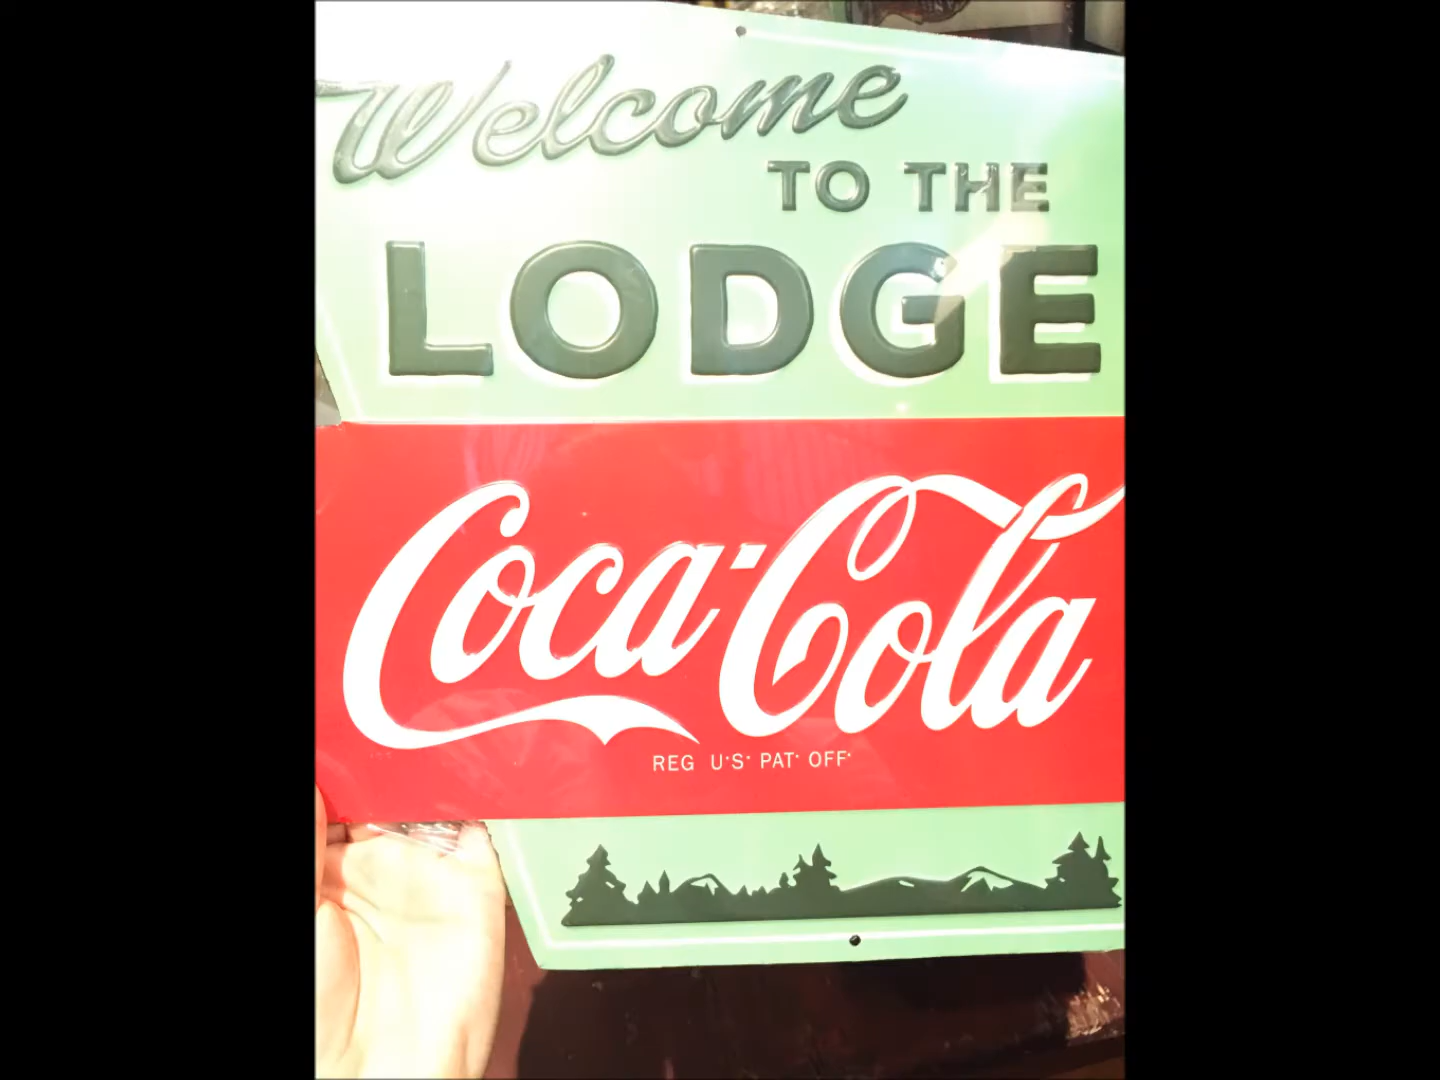 Welcome
TO THE
LODGE
Coca-Cola
REG U.S. PAT. OFF.